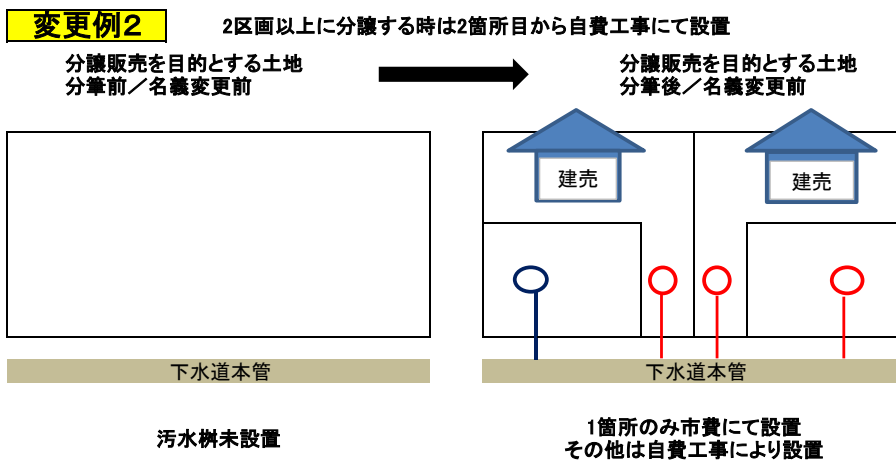 変更例2
2区画以上に分譲する時は2箇所目から自費工事にて設置
分譲販売を目的とする土地
分筆前／名義変更前
分譲販売を目的とする土地
分筆後／名義変更前
建売
建売
下水道本管
下水道本管
汚水桝未設置
1箇所のみ市費にて設置
その他は自費工事により設置